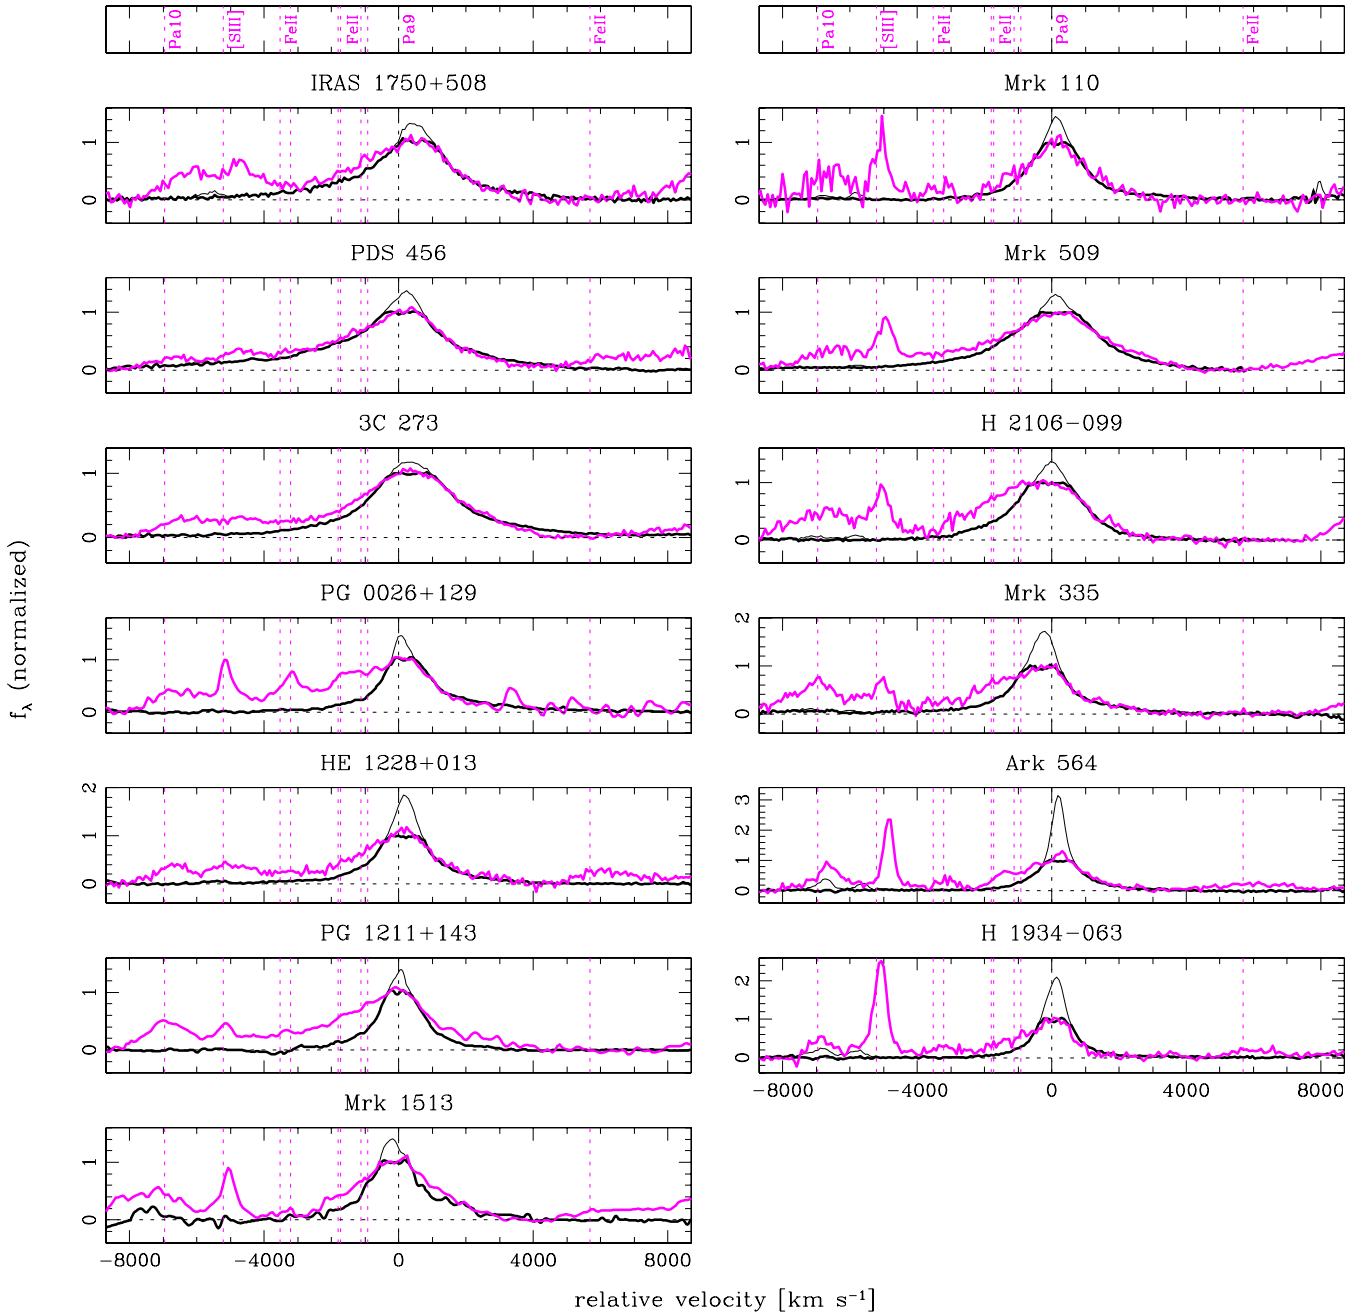 Pa10 [SIII] FeII FeII Pa9 FeII
Pa10 [SIII] FeII FeII Pa9 FeII
IRAS 1750+508
Mrk 110
0 1
0 1
PDS 456
Mrk 509
0 1
0 1
3C 273
H 2106−099
0 1
0 1
PG 0026+129
Mrk 335
0 1
0 1 2
HE 1228+013
Ark 564
0 1 2
0 1 2 3
PG 1211+143
H 1934−063
0 1
0 1 2
−8000 −4000 0 4000 8000
Mrk 1513
0 1
−8000 −4000 0 4000 8000
fλ (normalized)
relative velocity [km s⁻¹]